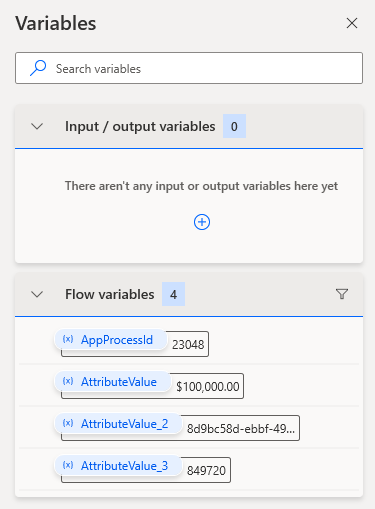 Variables
Search variables
Input / output variables 0
There aren't any input or output variables here yet
Flow variables 4
(x) AppProcessId 23048
(x) AttributeValue $100,000.00
(x) AttributeValue_2 8d9bc58d-ebbf-49...
(x) AttributeValue_3 849720